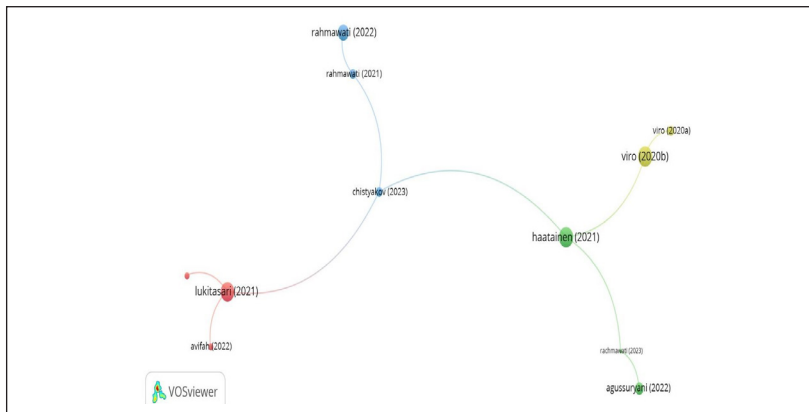 rahmawati (2022)
rahmawati (2021)
viro (2020a)
viro (2020b)
chistyakov (2023)
haatainen (2021)
lukitasari (2021)
avifah (2022)
rachmawati (2023)
agussuryani (2022)
VOSviewer